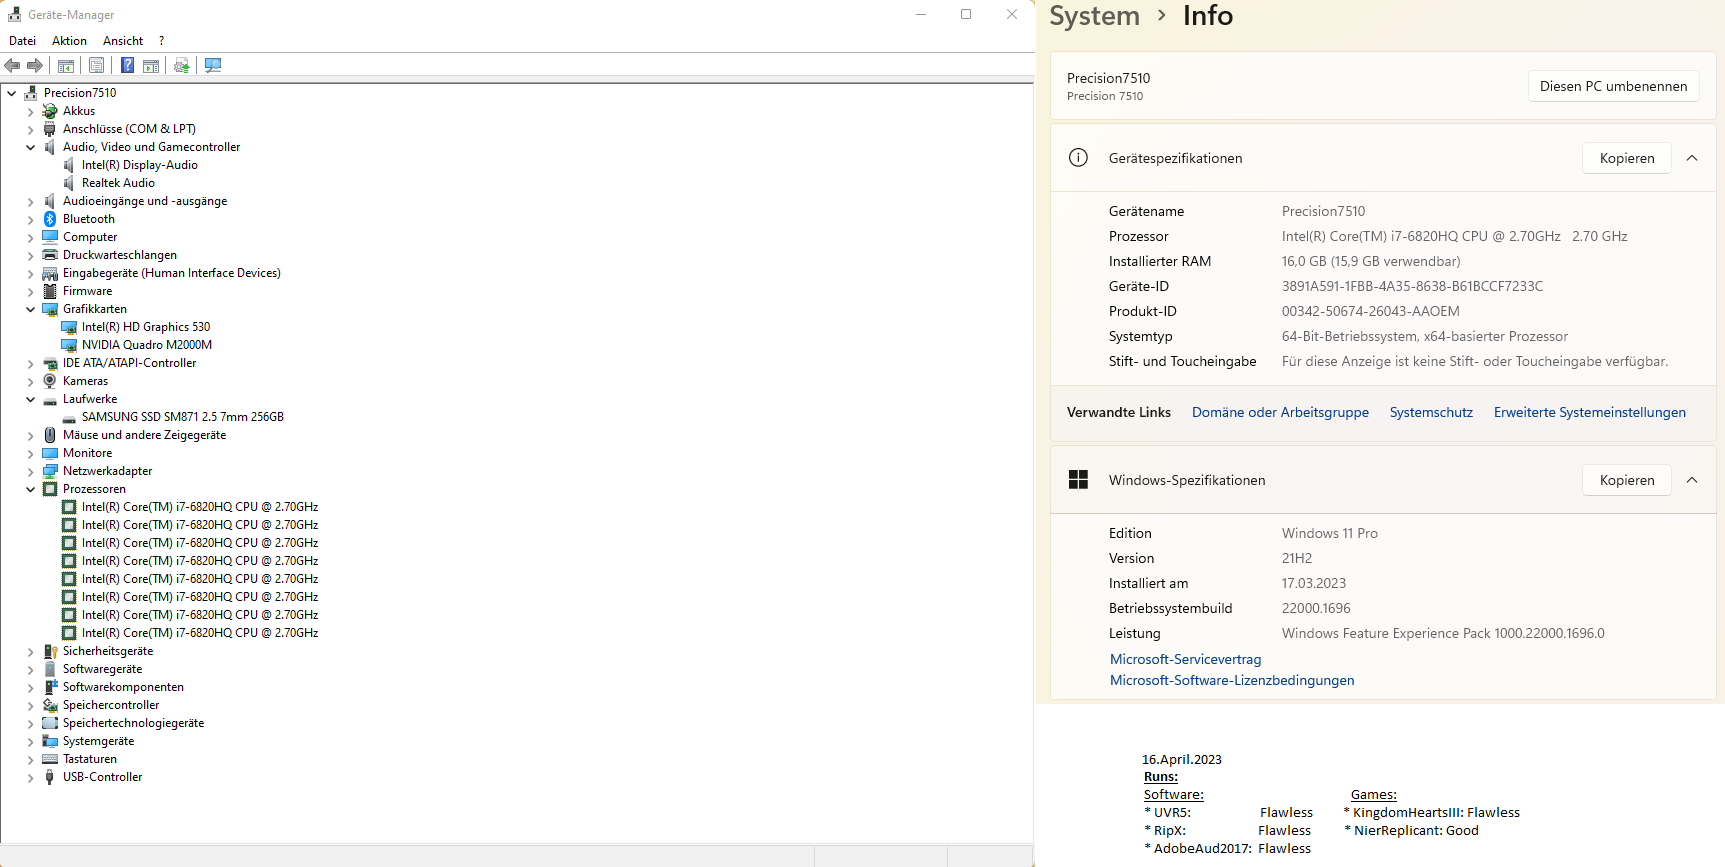 Geräte-Manager
Datei Aktion Ansicht ?
Precision7510
Akkus
Anschlüsse (COM & LPT)
Audio, Video und Gamecontroller
Intel(R) Display-Audio
Realtek Audio
Audioeingänge und -ausgänge
Bluetooth
Computer
Druckwarteschlangen
Eingabegeräte (Human Interface Devices)
Firmware
Grafikkarten
Intel(R) HD Graphics 530
NVIDIA Quadro M2000M
IDE ATA/ATAPI-Controller
Kameras
Laufwerke
SAMSUNG SSD SM871 2.5 7mm 256GB
Mäuse und andere Zeigegeräte
Monitore
Netzwerkadapter
Prozessoren
Intel(R) Core(TM) i7-6820HQ CPU @ 2.70GHz
Intel(R) Core(TM) i7-6820HQ CPU @ 2.70GHz
Intel(R) Core(TM) i7-6820HQ CPU @ 2.70GHz
Intel(R) Core(TM) i7-6820HQ CPU @ 2.70GHz
Intel(R) Core(TM) i7-6820HQ CPU @ 2.70GHz
Intel(R) Core(TM) i7-6820HQ CPU @ 2.70GHz
Intel(R) Core(TM) i7-6820HQ CPU @ 2.70GHz
Intel(R) Core(TM) i7-6820HQ CPU @ 2.70GHz
Sicherheitsgeräte
Softwaregeräte
Softwarekomponenten
Speichercontroller
Speichertechnologiegeräte
Systemgeräte
Tastaturen
USB-Controller
System > Info
Precision7510
Precision 7510
Diesen PC umbenennen
Gerätespezifikationen Kopieren
Gerätename Precision7510
Prozessor Intel(R) Core(TM) i7-6820HQ CPU @ 2.70GHz 2.70 GHz
Installierter RAM 16,0 GB (15,9 GB verwendbar)
Geräte-ID 3891A591-1FBB-4A35-8638-B61BCCF7233C
Produkt-ID 00342-50674-26043-AAOEM
Systemtyp 64-Bit-Betriebssystem, x64-basierter Prozessor
Stift- und Toucheingabe Für diese Anzeige ist keine Stift- oder Toucheingabe verfügbar.
Verwandte Links Domäne oder Arbeitsgruppe Systemschutz Erweiterte Systemeinstellungen
Windows-Spezifikationen Kopieren
Edition Windows 11 Pro
Version 21H2
Installiert am 17.03.2023
Betriebssystembuild 22000.1696
Leistung Windows Feature Experience Pack 1000.22000.1696.0
Microsoft-Servicevertrag
Microsoft-Software-Lizenzbedingungen
16.April.2023
Runs:
Software: Games:
* UVR5: Flawless * KingdomHeartsIII: Flawless
* RipX: Flawless * NierReplicant: Good
* AdobeAud2017: Flawless